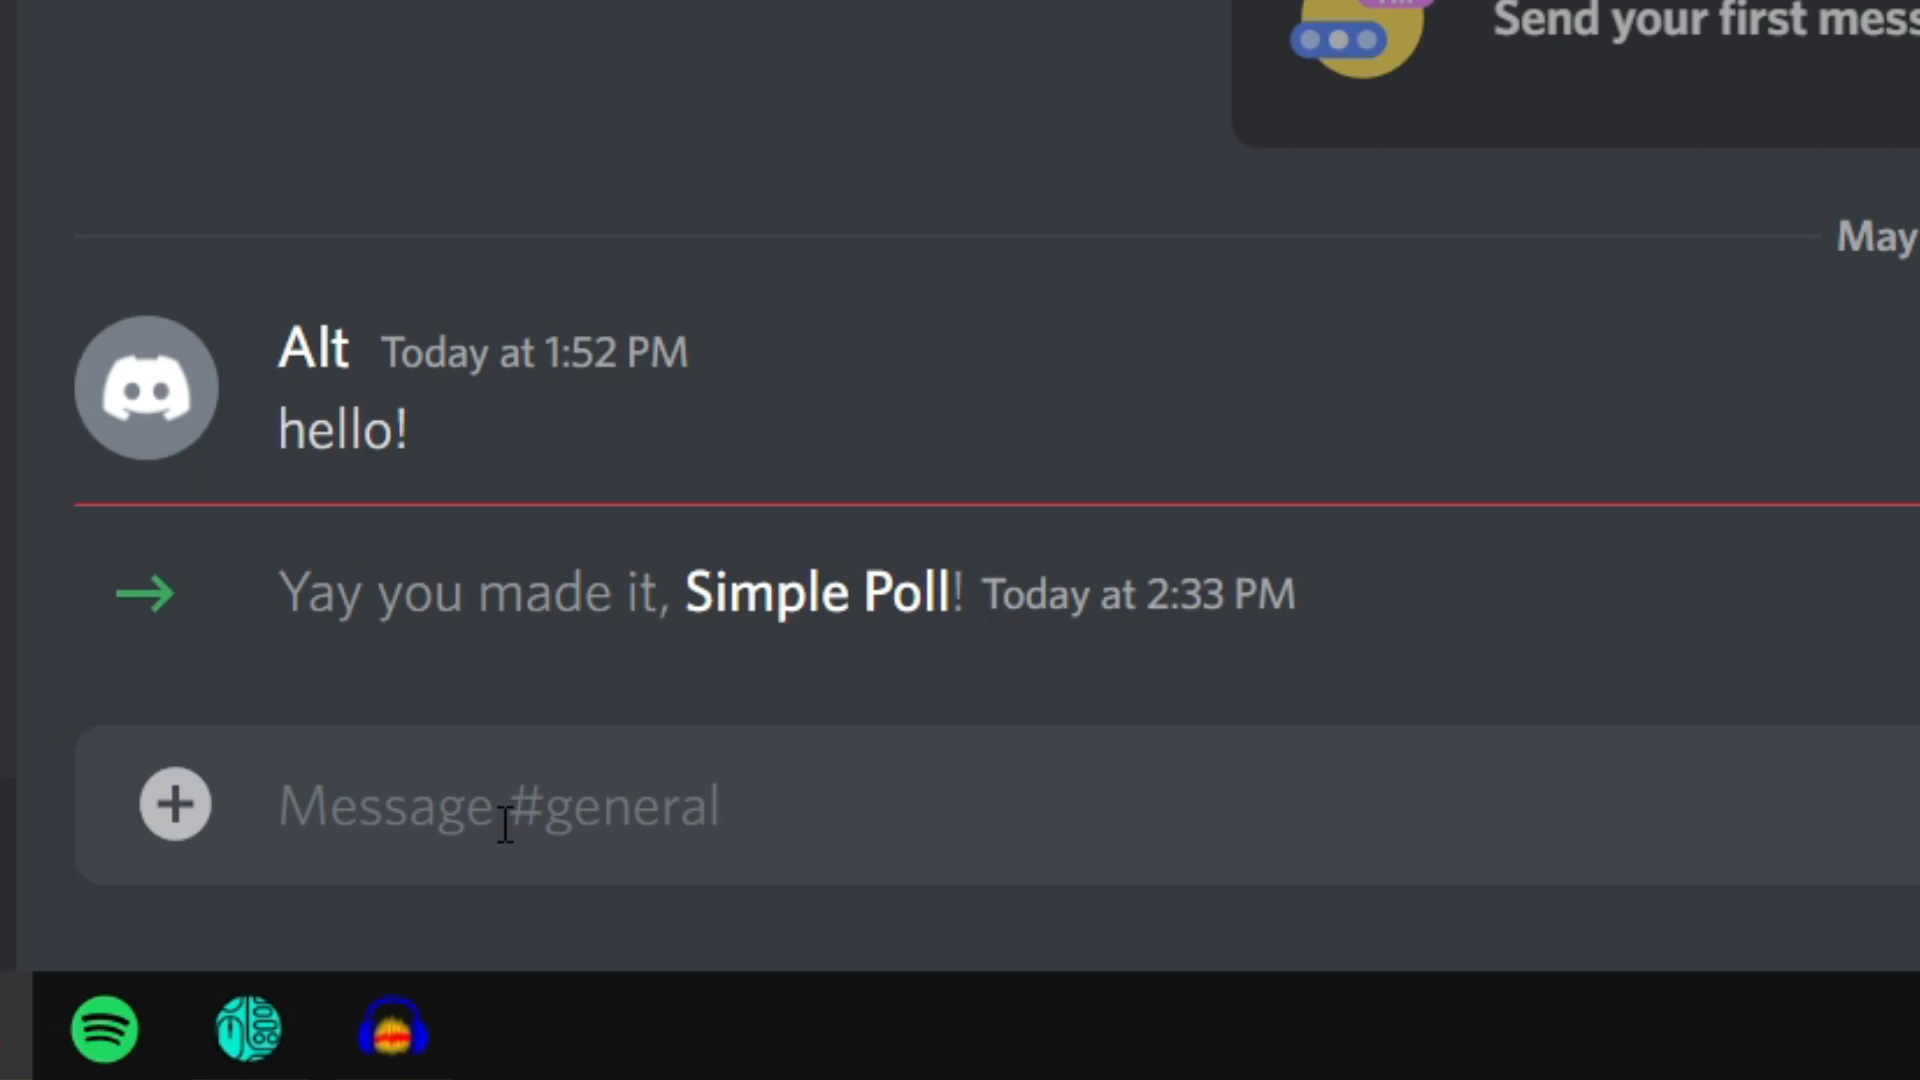 Send your first mess
May
Alt Today at 1:52 PM
hello!
Yay you made it, Simple Poll! Today at 2:33 PM
Message #general